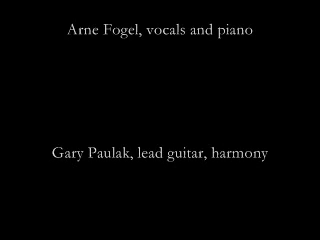 Arne Fogel, vocals and piano
Gary Paulak, lead guitar, harmony